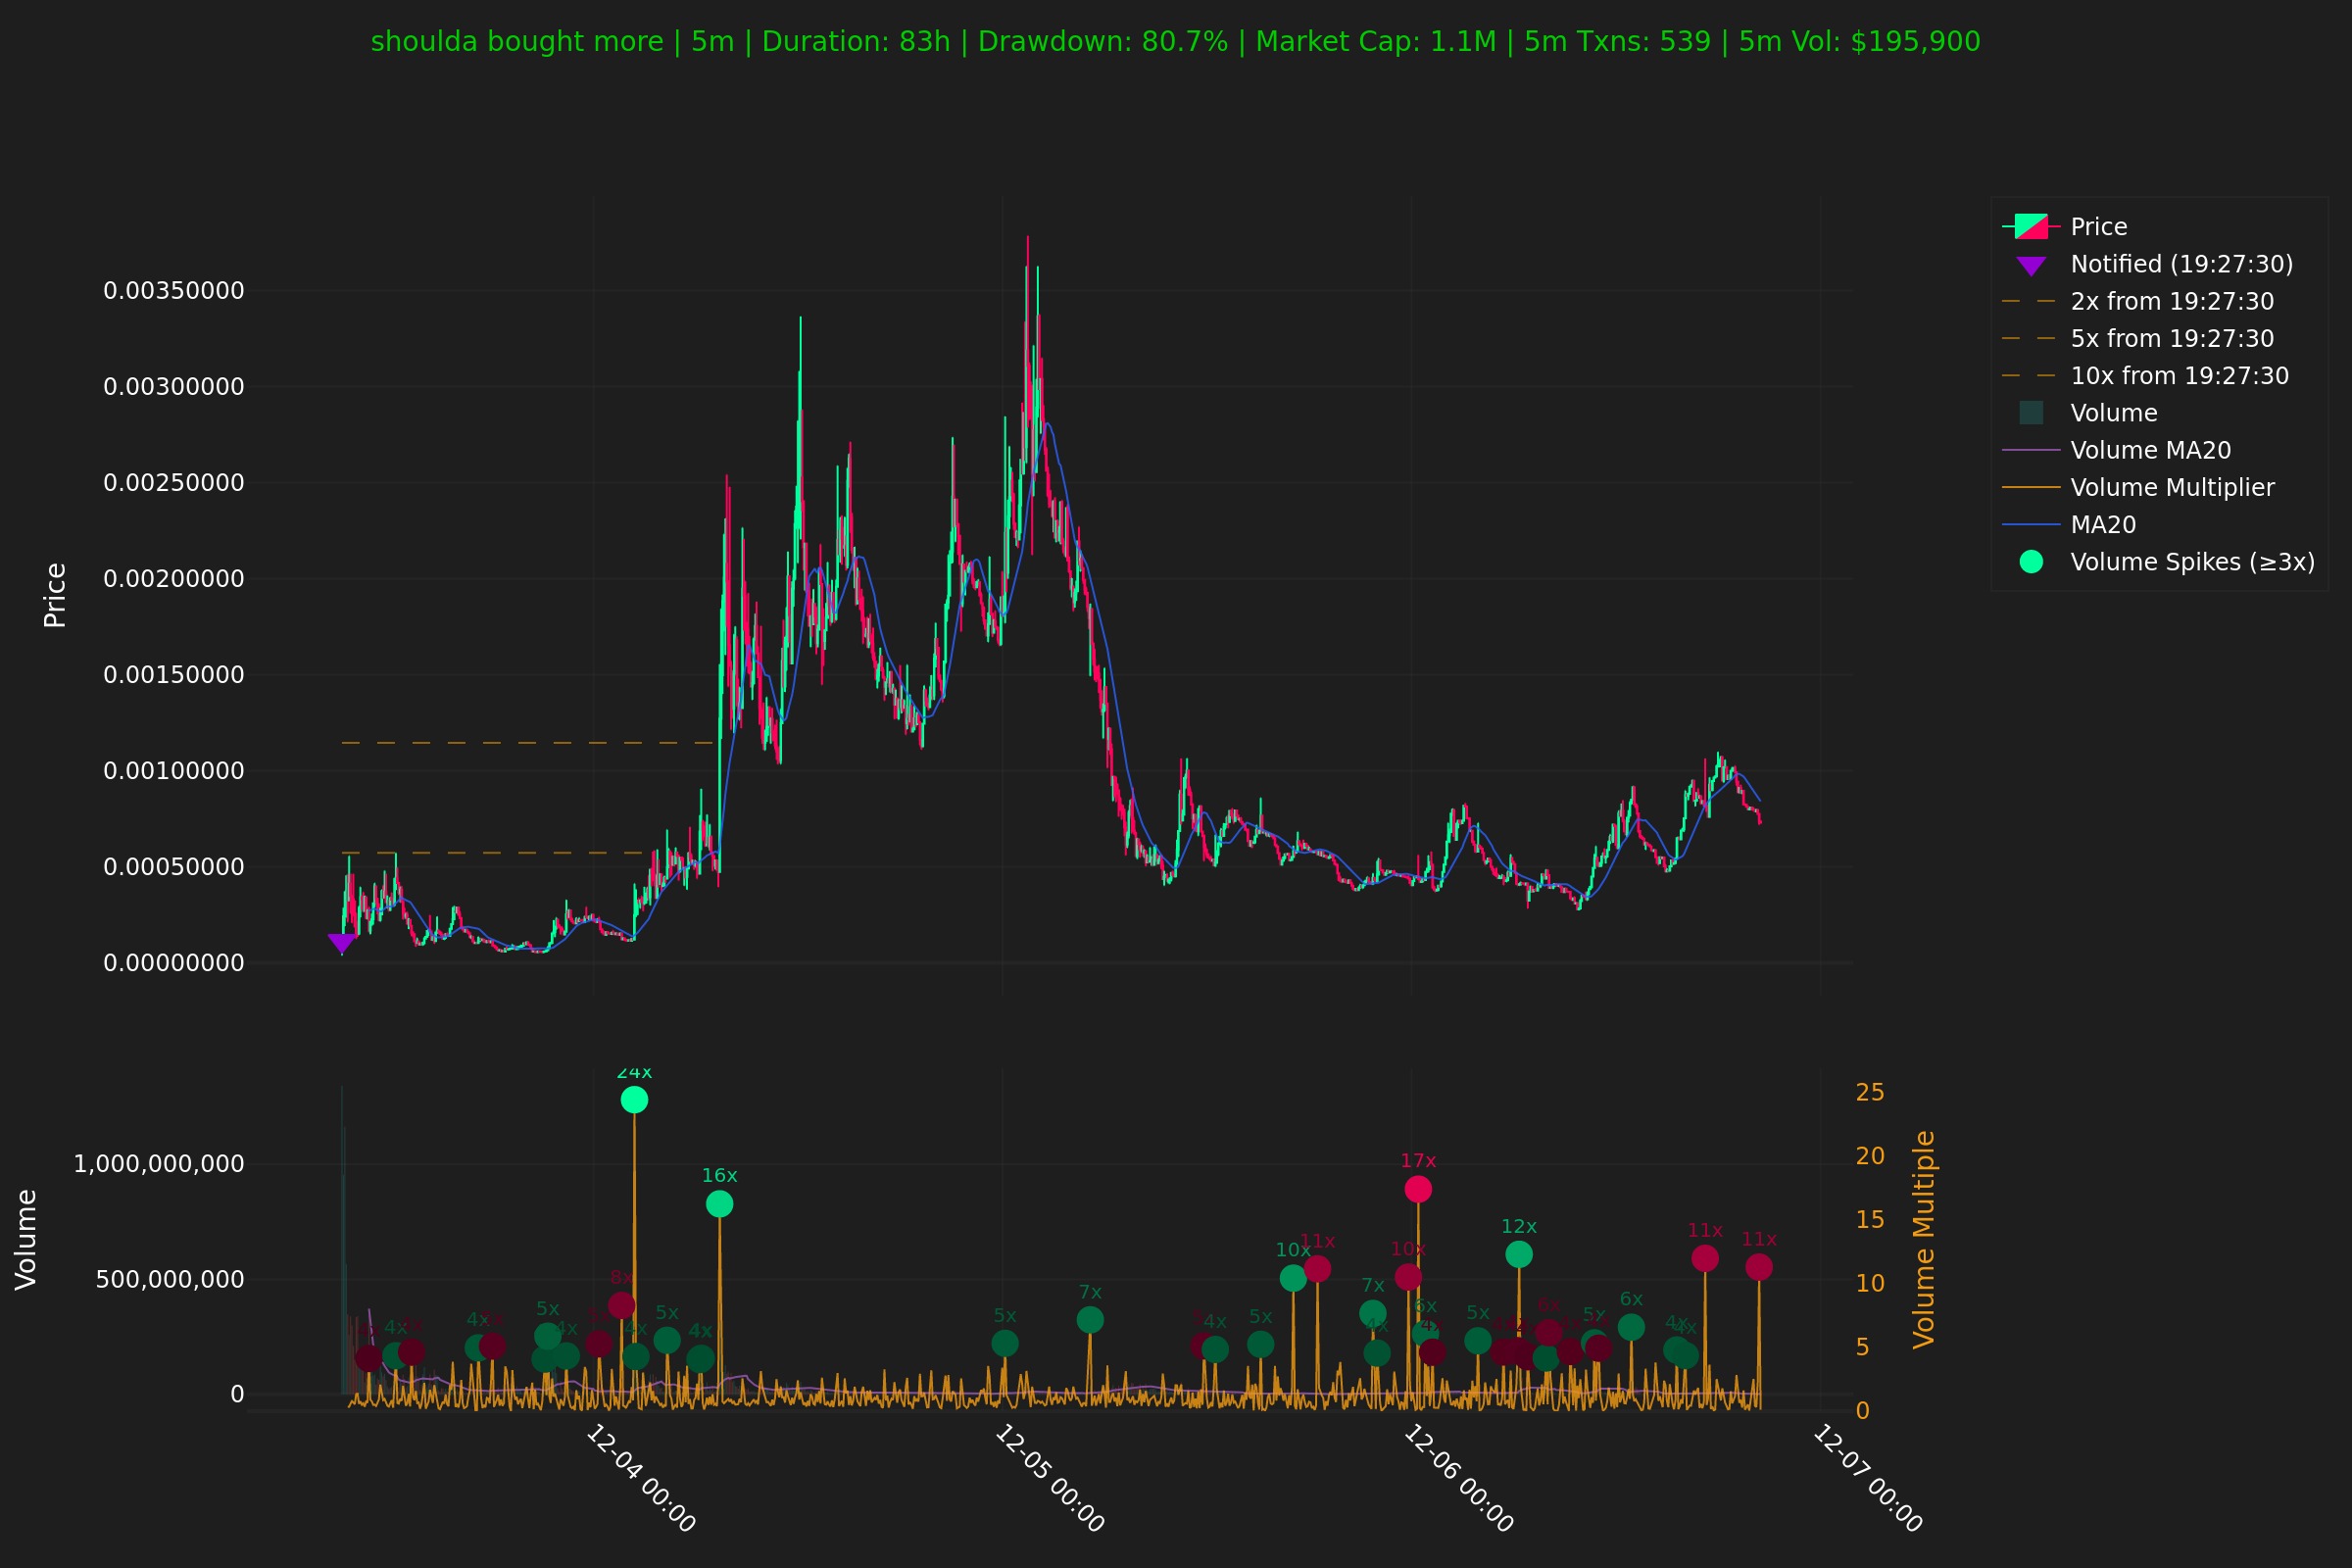 shoulda bought more | 5m | Duration: 83h | Drawdown: 80.7% | Market Cap: 1.1M | 5m Txns: 539 | 5m Vol: $195,900
Price
0.00350000
0.00300000
0.00250000
0.00200000
0.00150000
0.00100000
0.00050000
0.00000000
Price
Notified (19:27:30)
2x from 19:27:30
5x from 19:27:30
10x from 19:27:30
Volume
Volume MA20
Volume Multiplier
MA20
Volume Spikes (≥3x)
Volume
1,000,000,000
500,000,000
0
24x
16x
17x
12x
11x
11x
10x
11x
10x
8x
7x
7x
6x
6x
6x
5x
5x
5x
5x
5x
5x
4x
4x
4x
4x
4x
4x
4x
4x
4x
25
20
15
10
5
0
Volume Multiple
12-04 00:00
12-05 00:00
12-06 00:00
12-07 00:00